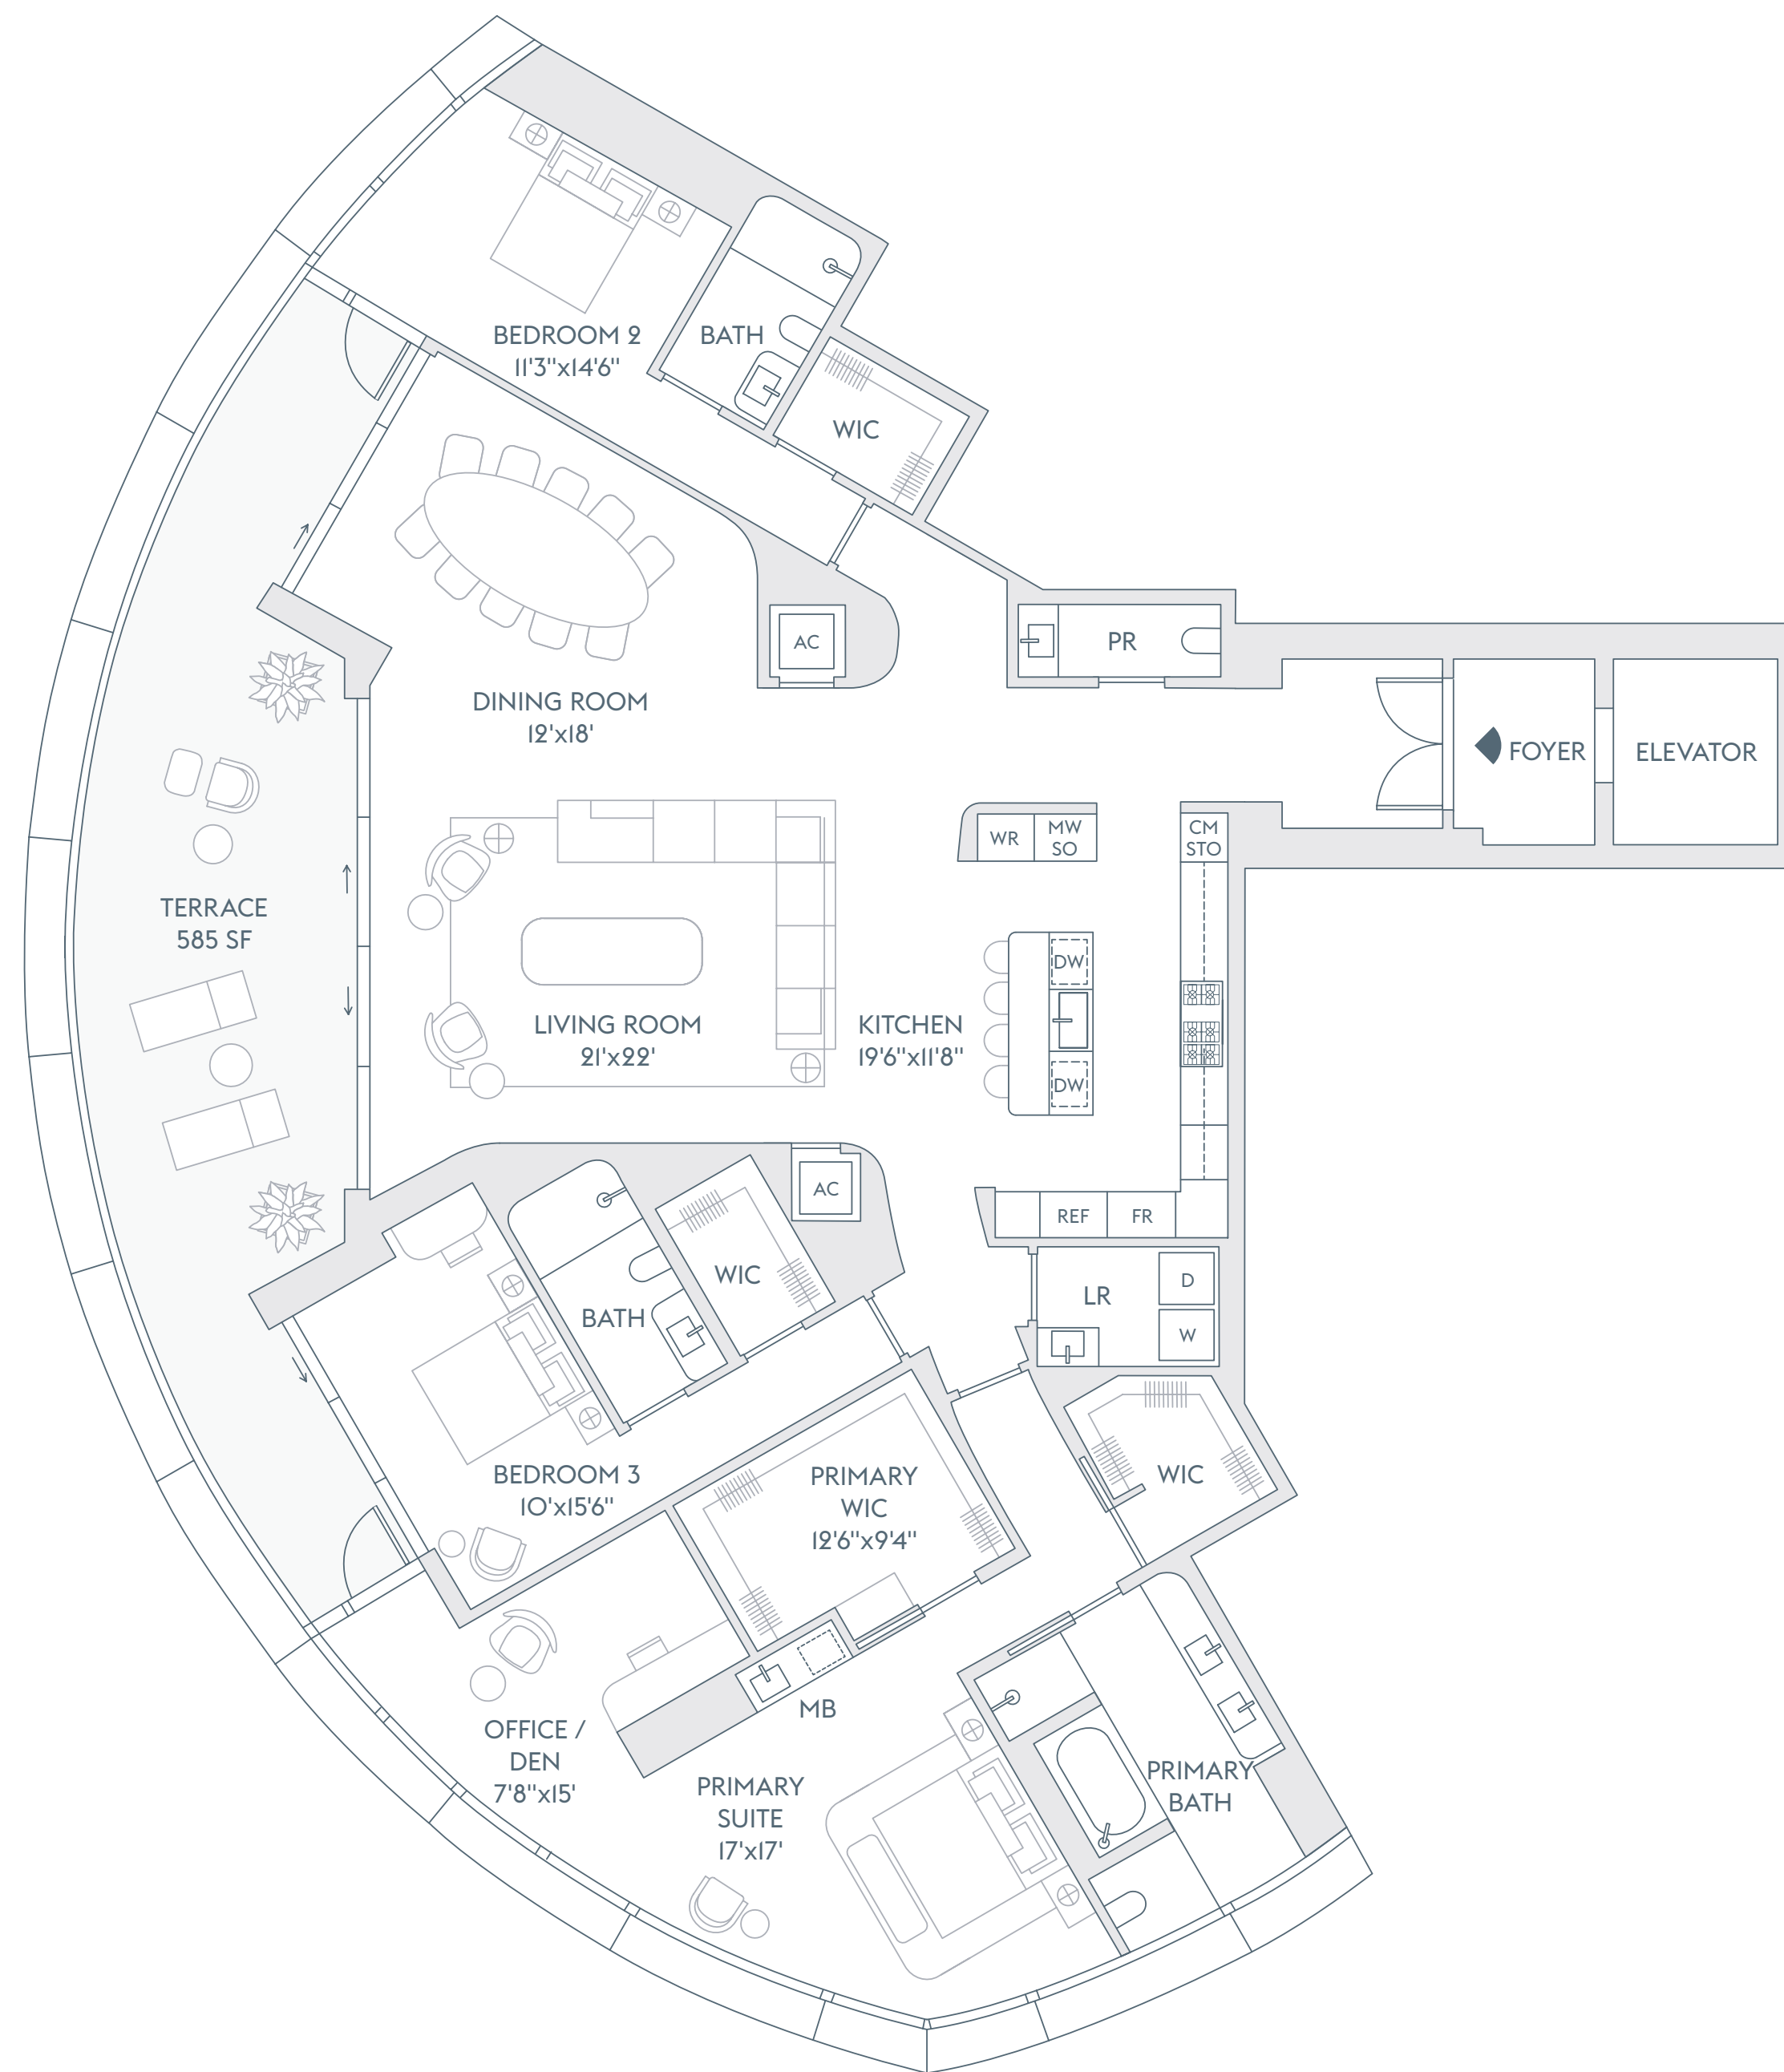 BEDROOM 2
11'3"x14'6"
BATH
WIC
AC
PR
DINING ROOM
12'x18'
FOYER
ELEVATOR
WR
MW
SO
CM
STO
TERRACE
585 SF
DW
LIVING ROOM
21'x22'
KITCHEN
19'6"x11'8"
DW
AC
REF
FR
WIC
BATH
LR
D
W
BEDROOM 3
10'x15'6"
PRIMARY
WIC
12'6"x9'4"
WIC
MB
OFFICE /
DEN
7'8"x15'
PRIMARY
SUITE
17'x17'
PRIMARY
BATH